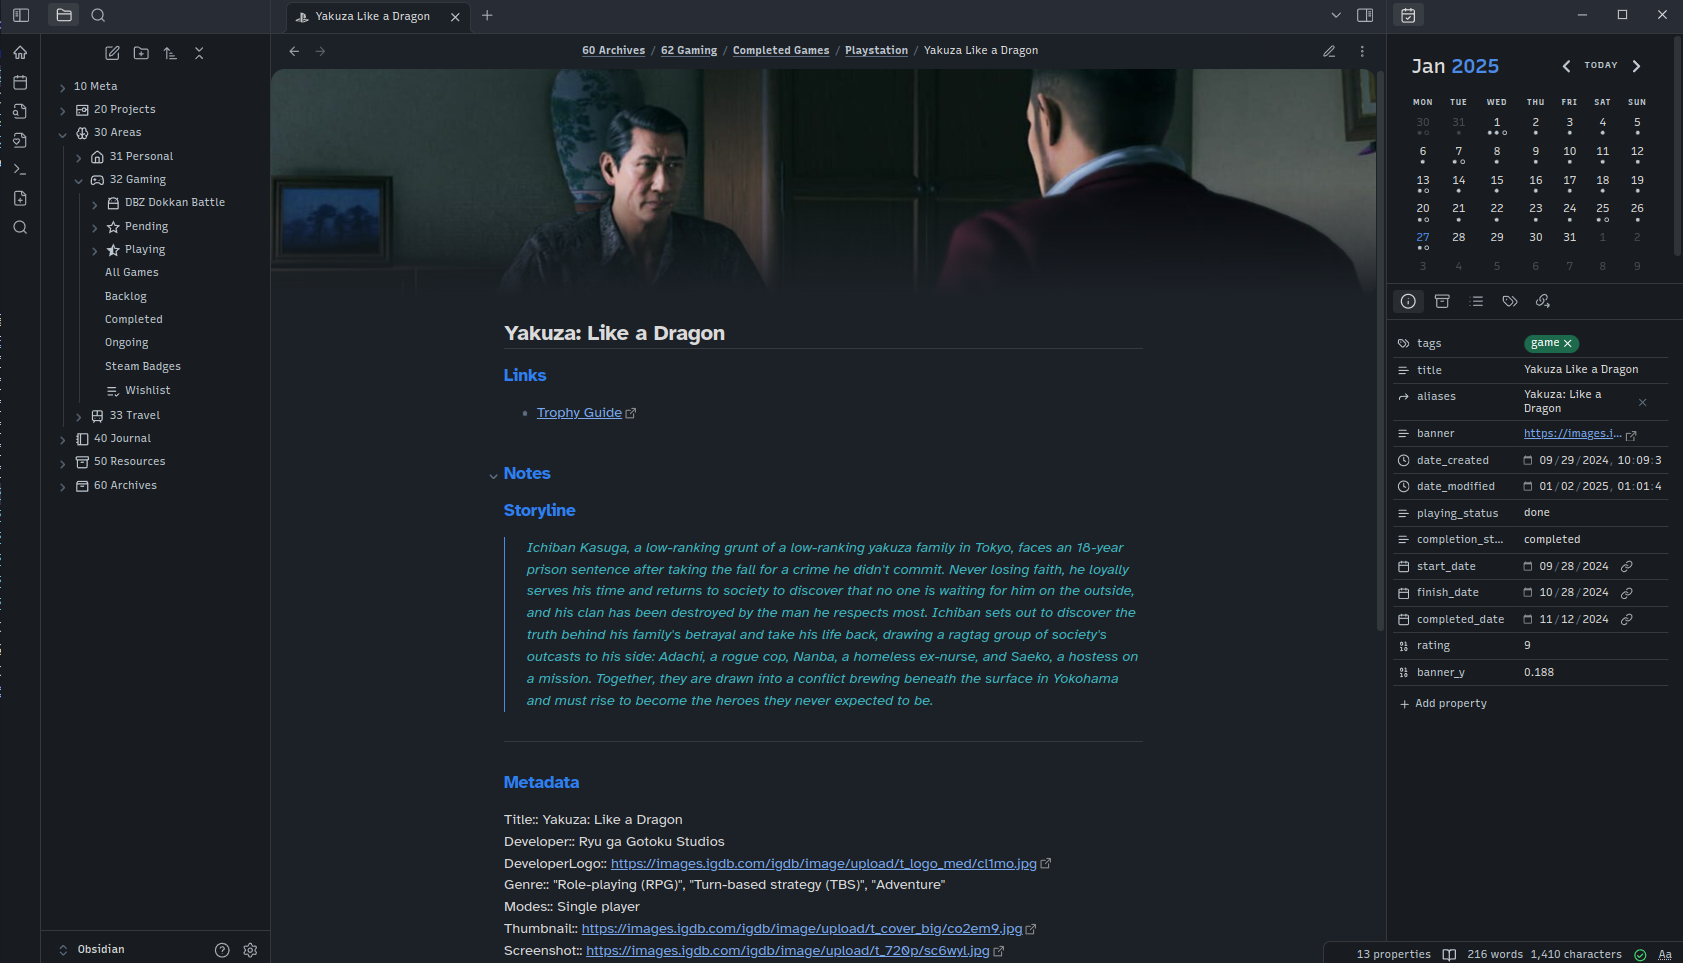 Yakuza Like a Dragon
10 Meta
20 Projects
30 Areas
31 Personal
32 Gaming
DBZ Dokkan Battle
Pending
Playing
All Games
Backlog
Completed
Ongoing
Steam Badges
Wishlist
33 Travel
40 Journal
50 Resources
60 Archives
Obsidian
60 Archives / 62 Gaming / Completed Games / Playstation / Yakuza Like a Dragon
Yakuza: Like a Dragon
Links
Trophy Guide
Notes
Storyline
Ichiban Kasuga, a low-ranking grunt of a low-ranking yakuza family in Tokyo, faces an 18-year
prison sentence after taking the fall for a crime he didn't commit. Never losing faith, he loyally
serves his time and returns to society to discover that no one is waiting for him on the outside,
and his clan has been destroyed by the man he respects most. Ichiban sets out to discover the
truth behind his family's betrayal and take his life back, drawing a ragtag group of society's
outcasts to his side: Adachi, a rogue cop, Nanba, a homeless ex-nurse, and Saeko, a hostess on
a mission. Together, they are drawn into a conflict brewing beneath the surface in Yokohama
and must rise to become the heroes they never expected to be.
Metadata
Title:: Yakuza: Like a Dragon
Developer:: Ryu ga Gotoku Studios
DeveloperLogo:: https://images.igdb.com/igdb/image/upload/t_logo_med/cl1mo.jpg
Genre:: "Role-playing (RPG)", "Turn-based strategy (TBS)", "Adventure"
Modes:: Single player
Thumbnail:: https://images.igdb.com/igdb/image/upload/t_cover_big/co2em9.jpg
Screenshot:: https://images.igdb.com/igdb/image/upload/t_720p/sc6wyl.jpg
Jan 2025
TODAY
MON TUE WED THU FRI SAT SUN
30 31 1 2 3 4 5
6 7 8 9 10 11 12
13 14 15 16 17 18 19
20 21 22 23 24 25 26
27 28 29 30 31 1 2
3 4 5 6 7 8 9
tags game
title Yakuza Like a Dragon
aliases Yakuza: Like a
Dragon
banner https://images.i...
date_created 09/29/2024, 10:09:3
date_modified 01/02/2025, 01:01:4
playing_status done
completion_st... completed
start_date 09/28/2024
finish_date 10/28/2024
completed_date 11/12/2024
rating 9
banner_y 0.188
+ Add property
13 properties 216 words 1,410 characters Aa